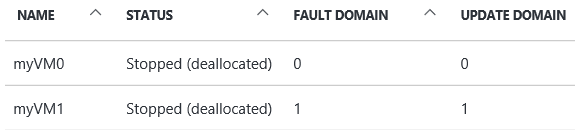 NAME STATUS FAULT DOMAIN UPDATE DOMAIN
myVM0 Stopped (deallocated) 0 0
myVM1 Stopped (deallocated) 1 1